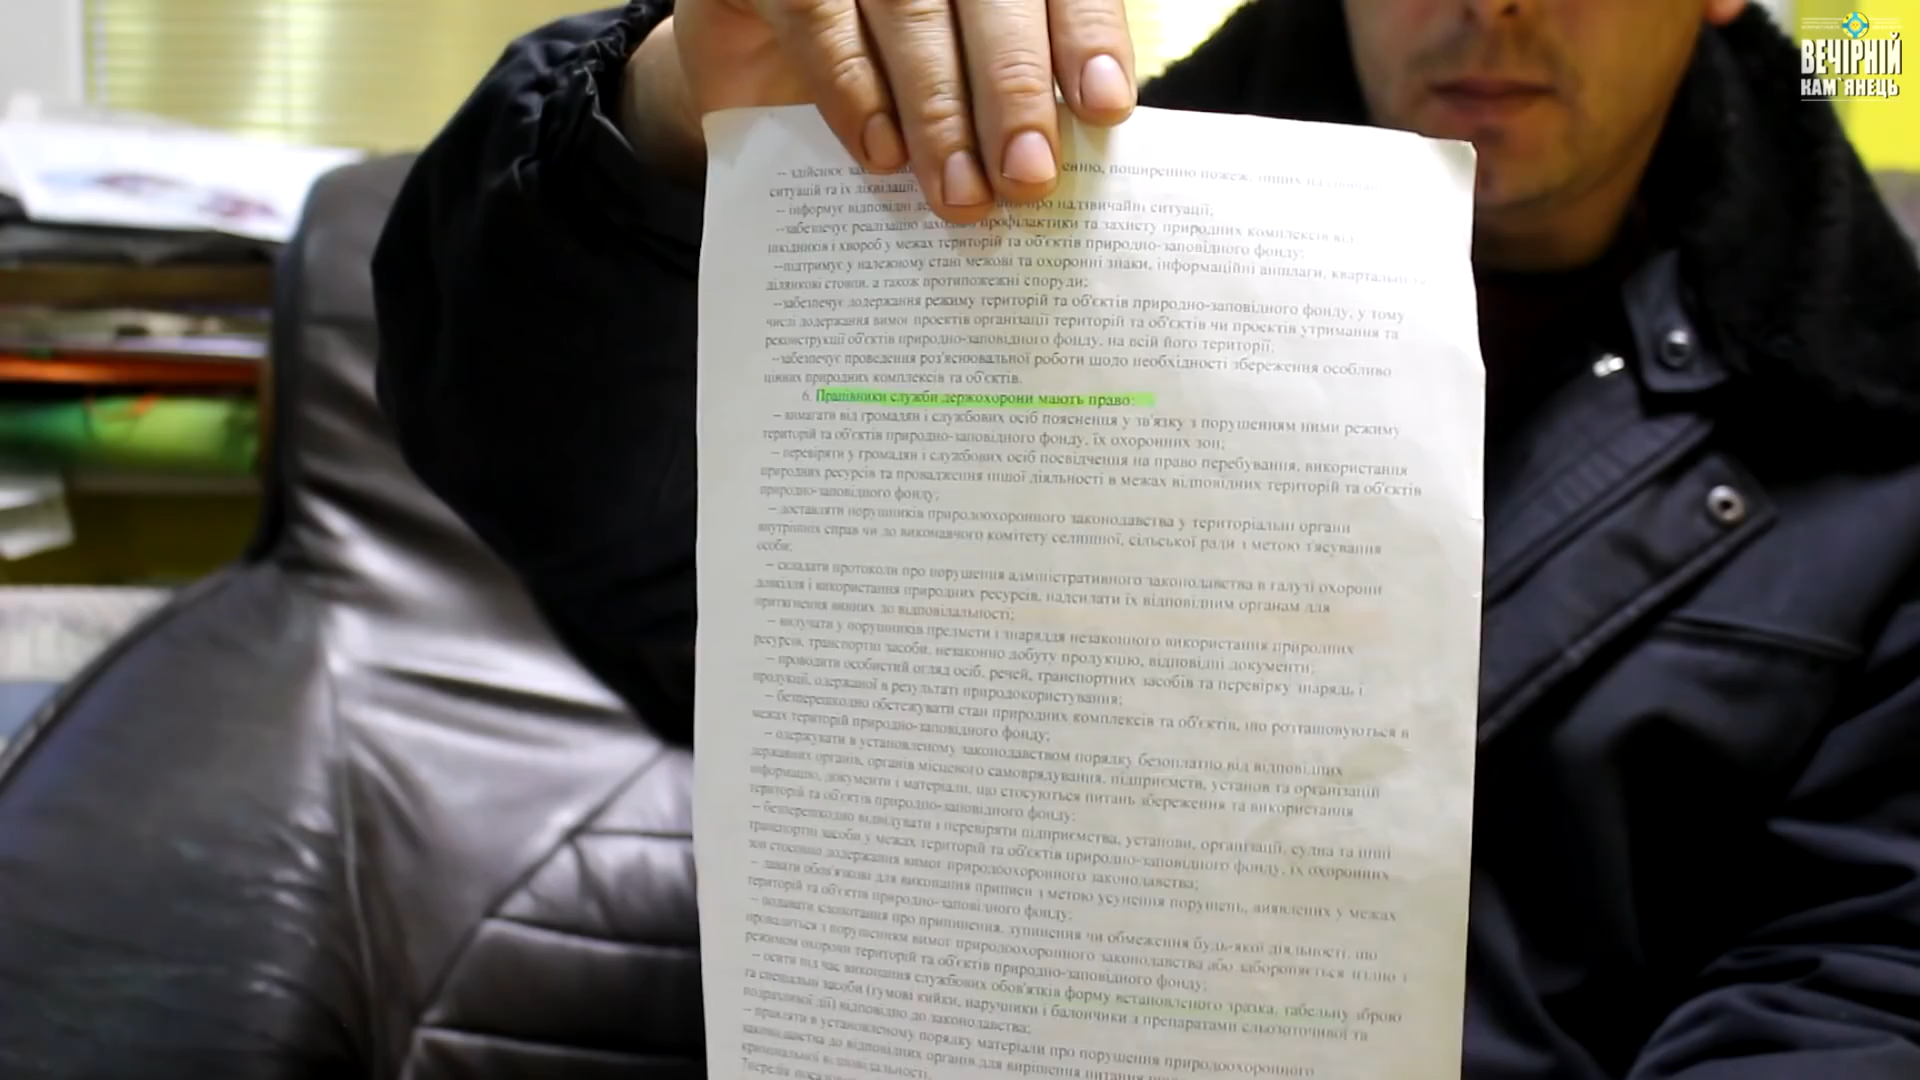 ВЕЧІРНІЙ
КАМ'ЯНЕЦЬ
-- здійснює енню, поширенню пожеж, інших
ситуацій та їх ліквідації;
-- інформує відповідні про надзвичайні ситуації;
--забезпечує реалізацію профілактики та захисту природних комплексів від
шкідників і хвороб у межах територій та об'єктів природно-заповідного фонду;
--підтримує у належному стані межові та охоронні знаки, інформаційні аншлаги, квартальні та
ділянкові стовпи, а також протипожежні споруди;
--забезпечує додержання режиму територій та об'єктів природно-заповідного фонду, у тому
числі додержання вимог проектів організації територій та об'єктів чи проектів утримання та
реконструкції об'єктів природно-заповідного фонду, на всій його території;
--забезпечує проведення роз'яснювальної роботи щодо необхідності збереження особливо
цінних природних комплексів та об'єктів.
6. Працівники служби держохорони мають право:
-- вимагати від громадян і службових осіб пояснення у зв'язку з порушенням ними режиму
територій та об'єктів природно-заповідного фонду, їх охоронних зон;
-- перевіряти у громадян і службових осіб посвідчення на право перебування, використання
природних ресурсів та провадження іншої діяльності в межах відповідних територій та об'єктів
природно-заповідного фонду;
-- доставляти порушників природоохоронного законодавства у територіальні органи
внутрішніх справ чи до виконавчого комітету селищної, сільської ради з метою з'ясування
особи;
-- складати протоколи про порушення адміністративного законодавства в галузі охорони
довкілля і використання природних ресурсів, надсилати їх відповідним органам для
притягнення винних до відповідальності;
-- вилучати у порушників предмети і знаряддя незаконного використання природних
ресурсів, транспортні засоби, незаконно добуту продукцію, відповідні документи;
-- проводити особистий огляд осіб, речей, транспортних засобів та перевірку знарядь і
продукції, одержаної в результаті природокористування;
-- безперешкодно обстежувати стан природних комплексів та об'єктів, що розташовуються в
межах територій природно-заповідного фонду;
-- одержувати в установленому законодавством порядку безоплатно від відповідних
державних органів, органів місцевого самоврядування, підприємств, установ та організацій
інформацію, документи і матеріали, що стосуються питань збереження та використання
територій та об'єктів природно-заповідного фонду;
-- безперешкодно відвідувати і перевіряти підприємства, установи, організації, судна та інші
транспортні засоби у межах територій та об'єктів природно-заповідного фонду, їх охоронних
зон стосовно додержання вимог природоохоронного законодавства;
-- давати обов'язкові для виконання приписи з метою усунення порушень, виявлених у межах
територій та об'єктів природно-заповідного фонду;
-- подавати клопотання про припинення, зупинення чи обмеження будь-якої діяльності, що
проводиться з порушенням вимог природоохоронного законодавства або забороняється згідно з
режимом охорони територій та об'єктів природно-заповідного фонду;
-- носити під час виконання службових обов'язків форму встановленого зразка, табельну зброю
та спеціальні засоби (гумові кийки, наручники і балончики з препаратами сльозоточивої та
подразливої дії) відповідно до законодавства;
-- в установленому порядку матеріали про порушення природоохоронного
законодавства до відповідних органів для вирішення питання
кримінальної відповідальності.